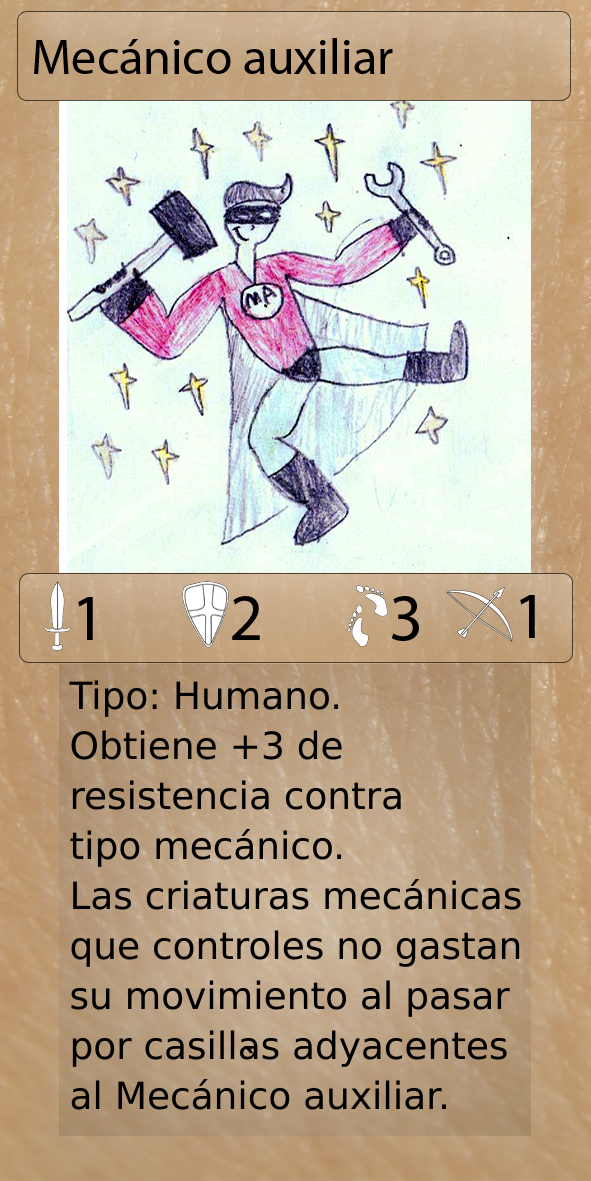 Mecánico auxiliar
MA
1 2 3 1
Tipo: Humano.
Obtiene +3 de
resistencia contra
tipo mecánico.
Las criaturas mecánicas
que controles no gastan
su movimiento al pasar
por casillas adyacentes
al Mecánico auxiliar.